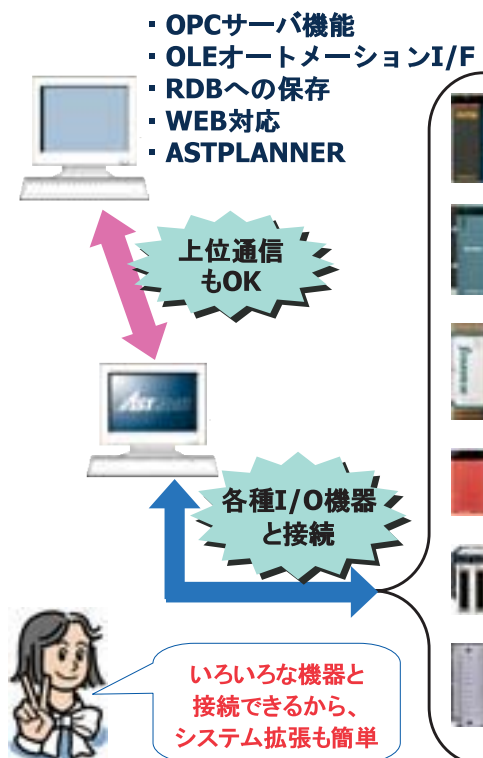 ・OPCサーバ機能
・OLEオートメーションI/F
・RDBへの保存
・WEB対応
・ASTPLANNER
上位通信
もOK
各種I/O機器
と接続
いろいろな機器と
接続できるから、
システム拡張も簡単